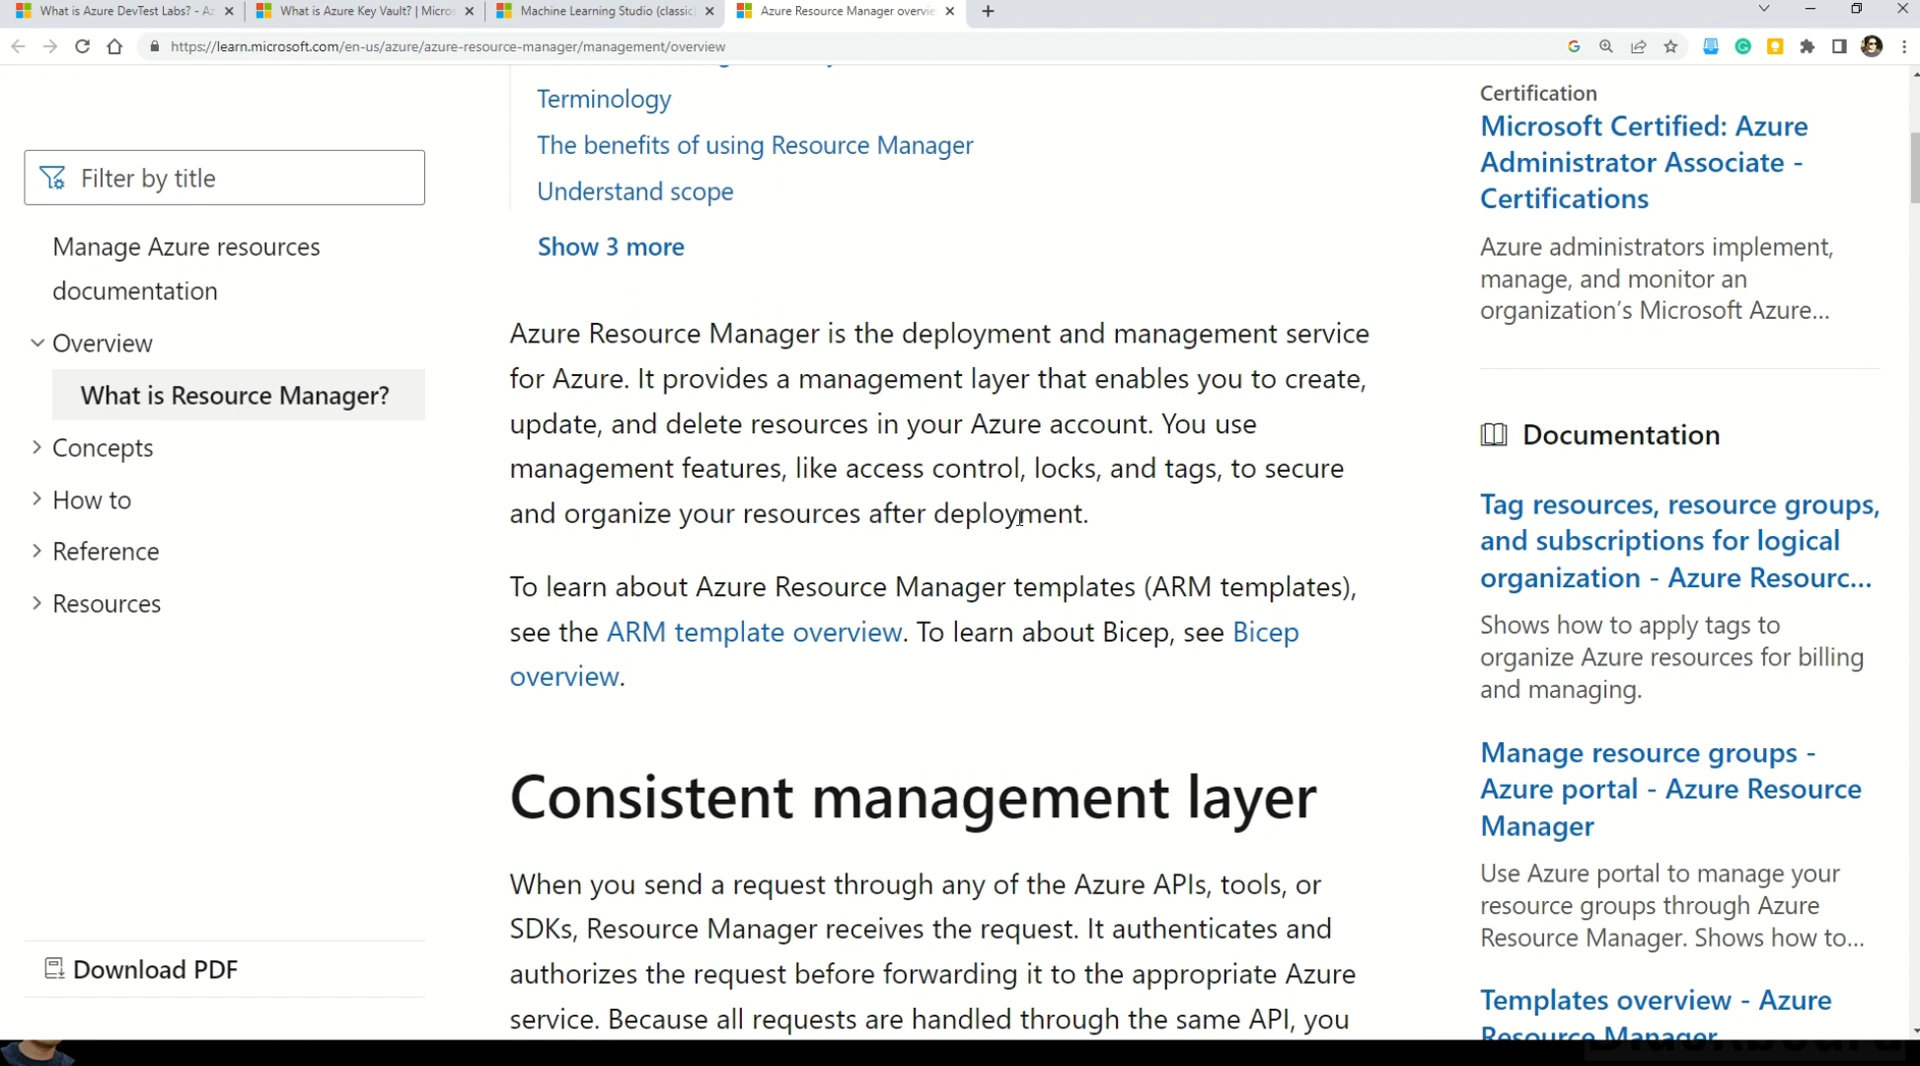 What is Azure DevTest Labs? - Az
What is Azure Key Vault? | Micros
Machine Learning Studio (classic)
Azure Resource Manager overvie
https://learn.microsoft.com/en-us/azure/azure-resource-manager/management/overview
Filter by title
Manage Azure resources
documentation
Overview
What is Resource Manager?
Concepts
How to
Reference
Resources
Download PDF
Terminology
The benefits of using Resource Manager
Understand scope
Show 3 more
Azure Resource Manager is the deployment and management service
for Azure. It provides a management layer that enables you to create,
update, and delete resources in your Azure account. You use
management features, like access control, locks, and tags, to secure
and organize your resources after deployment.
To learn about Azure Resource Manager templates (ARM templates),
see the ARM template overview. To learn about Bicep, see Bicep
overview.
Consistent management layer
When you send a request through any of the Azure APIs, tools, or
SDKs, Resource Manager receives the request. It authenticates and
authorizes the request before forwarding it to the appropriate Azure
service. Because all requests are handled through the same API, you
Certification
Microsoft Certified: Azure
Administrator Associate -
Certifications
Azure administrators implement,
manage, and monitor an
organization's Microsoft Azure...
Documentation
Tag resources, resource groups,
and subscriptions for logical
organization - Azure Resourc...
Shows how to apply tags to
organize Azure resources for billing
and managing.
Manage resource groups -
Azure portal - Azure Resource
Manager
Use Azure portal to manage your
resource groups through Azure
Resource Manager. Shows how to...
Templates overview - Azure
Resource Manager